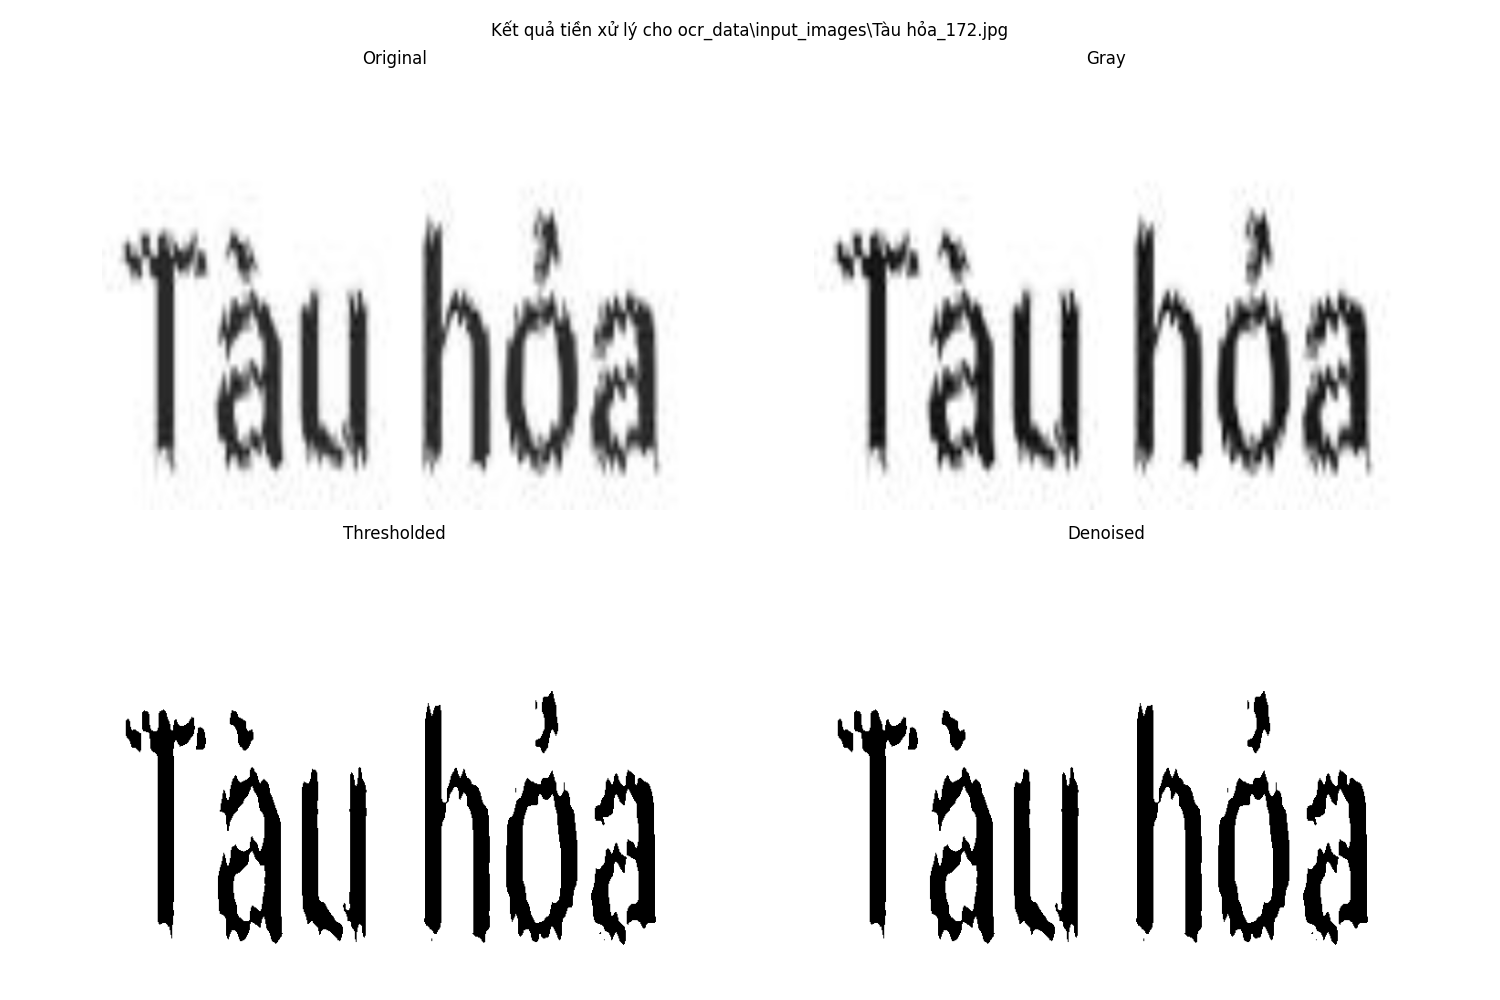 Kết quả tiền xử lý cho ocr_data\input_images\Tàu hỏa_172.jpg
Original
Gray
Tàu hỏa
Tàu hỏa
Thresholded
Denoised
Tàu hỏa
Tàu hỏa